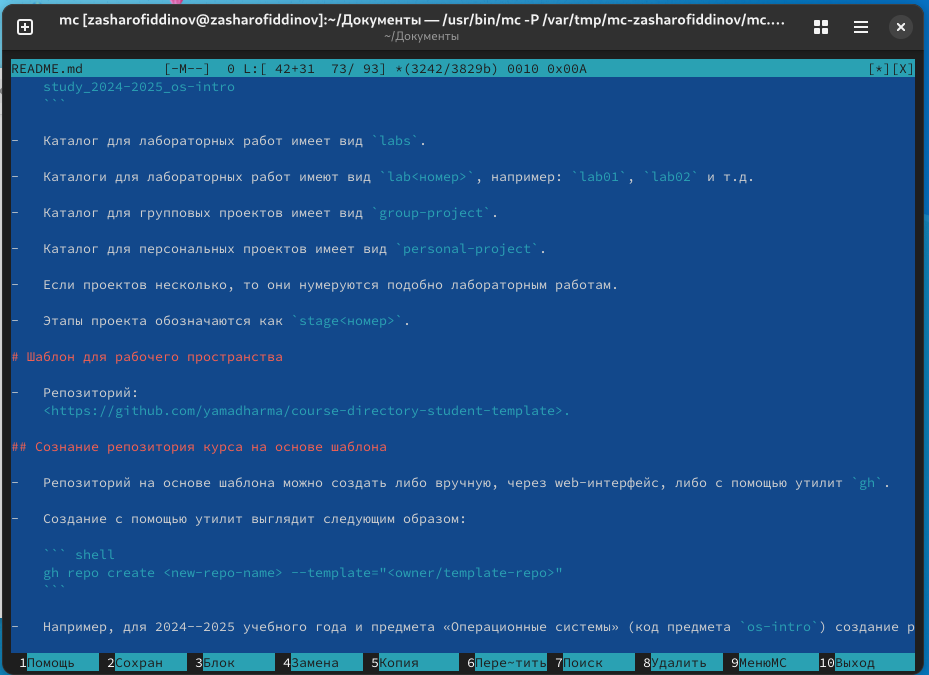 mc [zasharofiddinov@zasharofiddinov]:~/Документы — /usr/bin/mc -P /var/tmp/mc-zasharofiddinov/mc....
~/Документы
README.md [-M--] 0 L:[ 42+31 73/ 93] *(3242/3829b) 0010 0x00A [*][X]
study_2024-2025_os-intro
```
- Каталог для лабораторных работ имеет вид `labs`.
- Каталоги для лабораторных работ имеют вид `lab<номер>`, например: `lab01`, `lab02` и т.д.
- Каталог для групповых проектов имеет вид `group-project`.
- Каталог для персональных проектов имеет вид `personal-project`.
- Если проектов несколько, то они нумеруются подобно лабораторным работам.
- Этапы проекта обозначаются как `stage<номер>`.
# Шаблон для рабочего пространства
- Репозиторий:
<https://github.com/yamadharma/course-directory-student-template>.
## Сознание репозитория курса на основе шаблона
- Репозиторий на основе шаблона можно создать либо вручную, через web-интерфейс, либо с помощью утилит `gh`.
- Создание с помощью утилит выглядит следующим образом:
``` shell
gh repo create <new-repo-name> --template="<owner/template-repo>"
```
- Например, для 2024--2025 учебного года и предмета «Операционные системы» (код предмета `os-intro`) создание р
1Помощь 2Сохран 3Блок 4Замена 5Копия 6Пере~тить 7Поиск 8Удалить 9МенюМС 10Выход